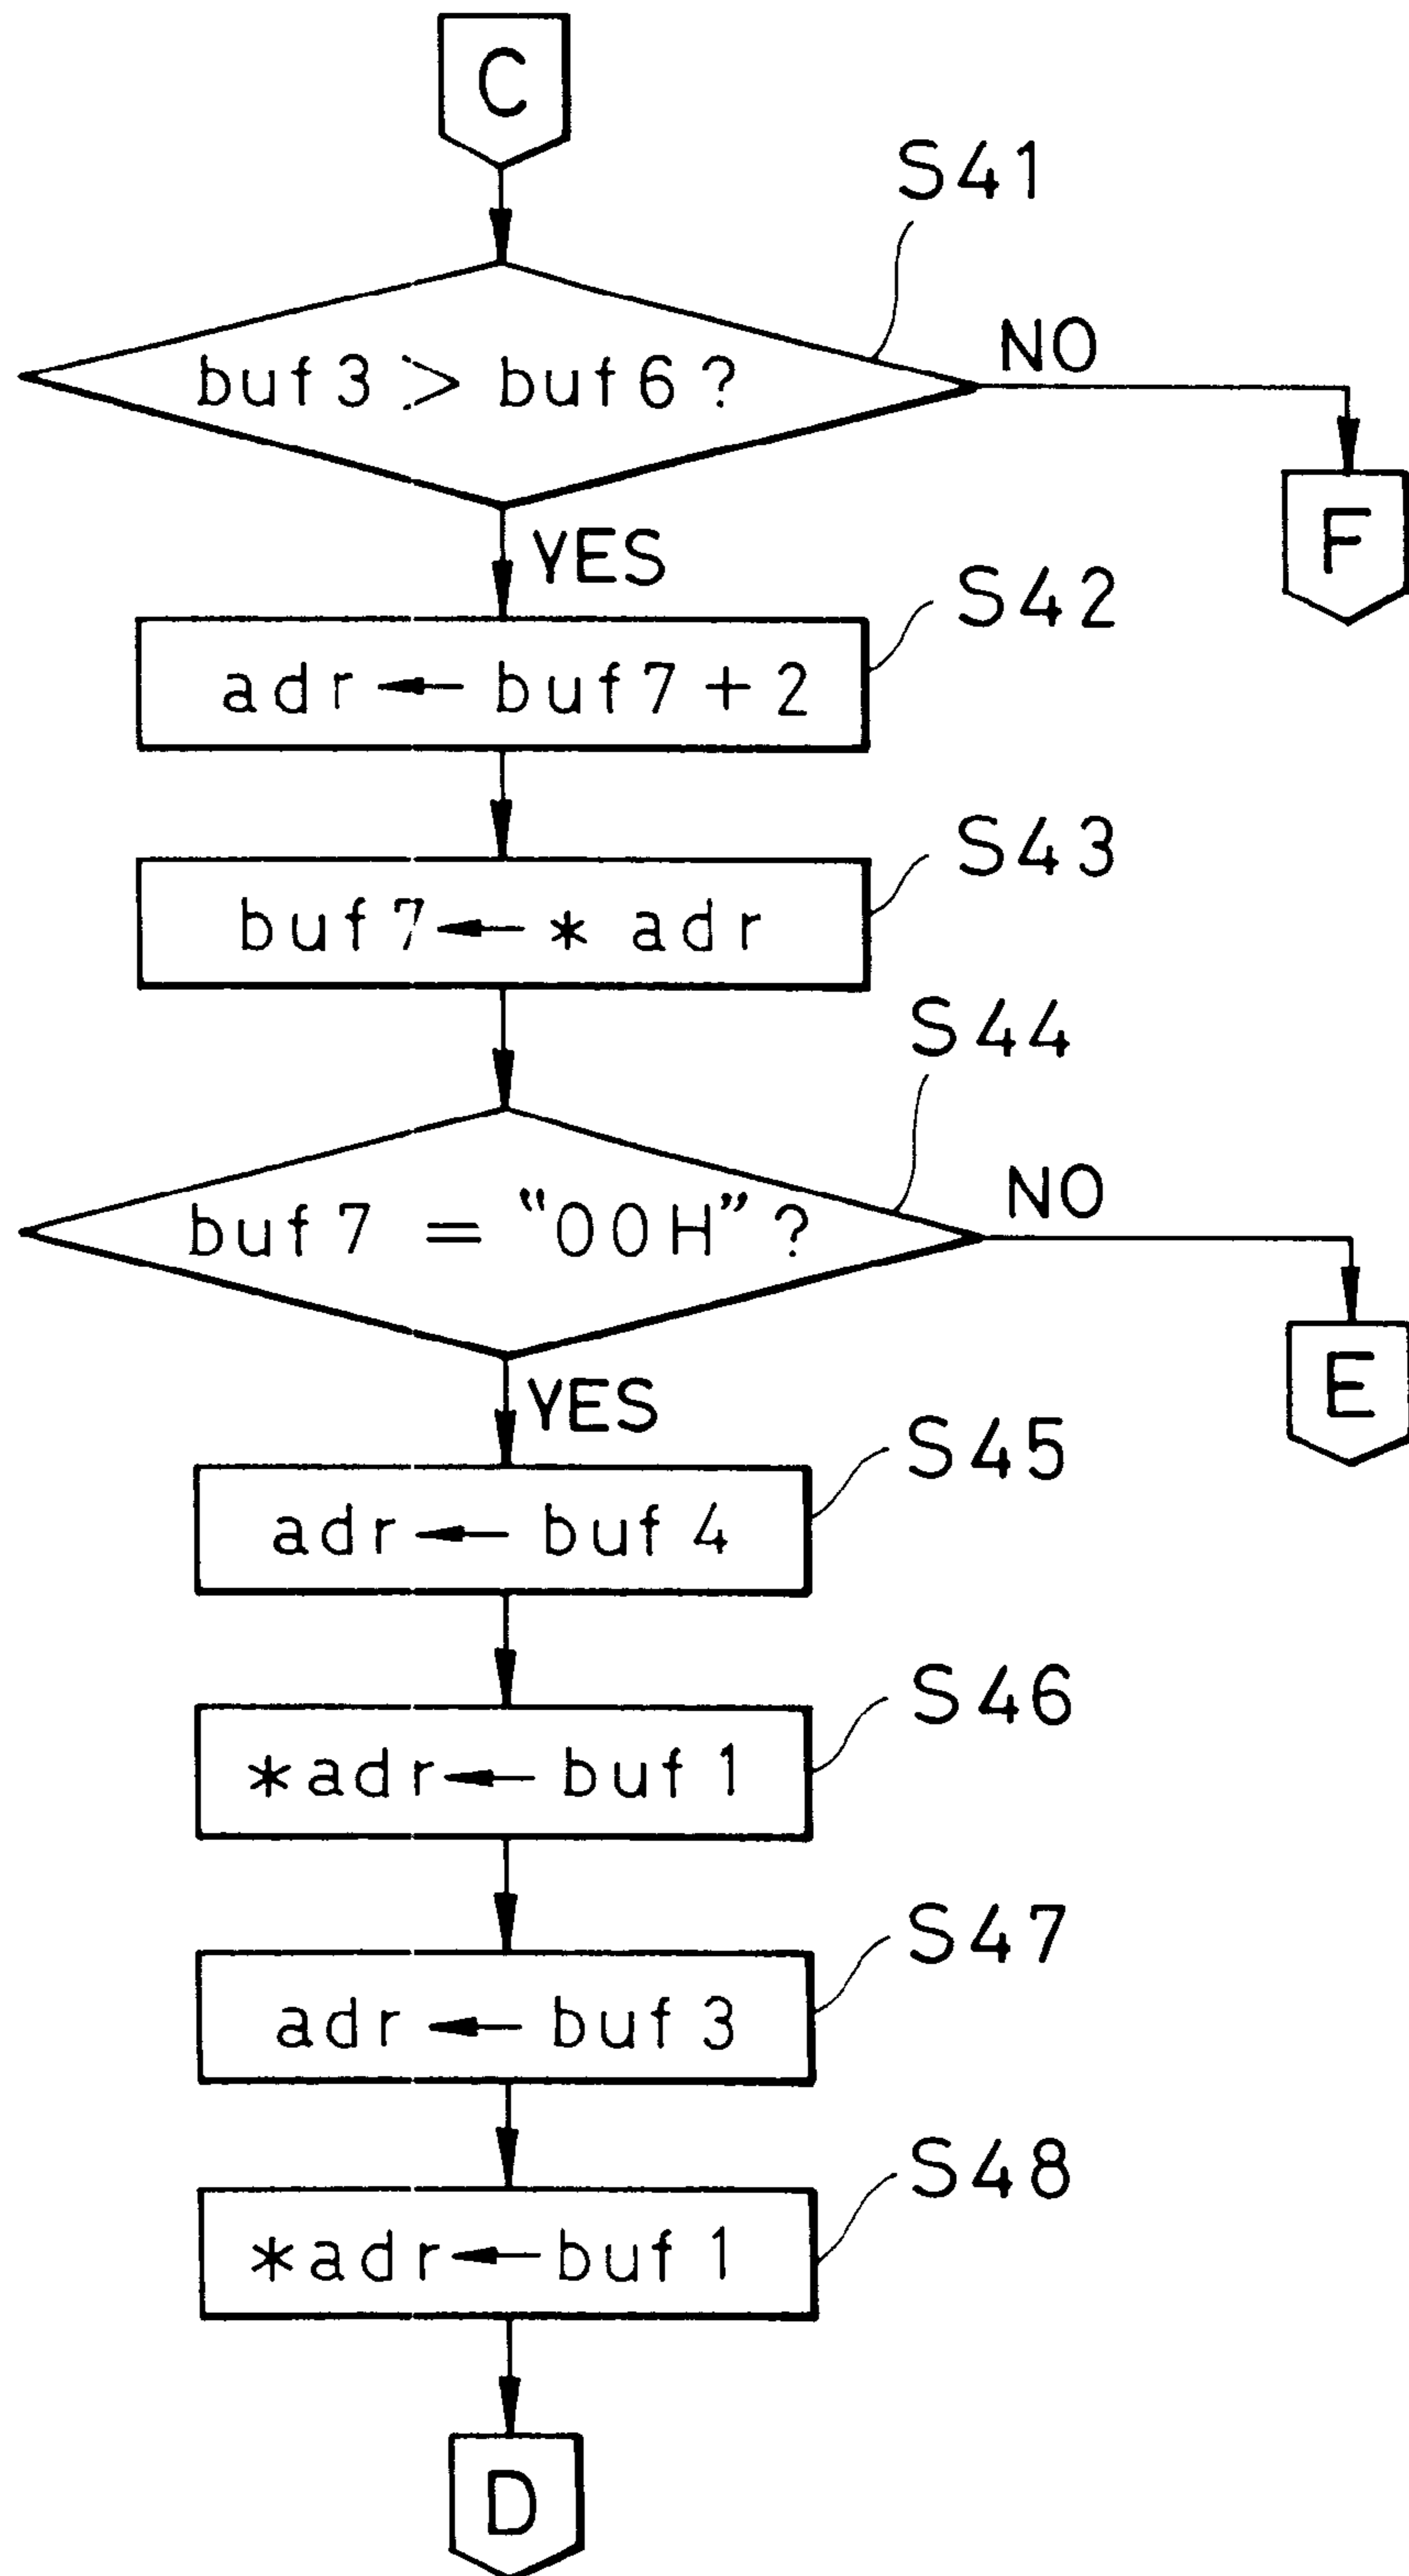 C
S41
buf3 > buf6?
NO
F
YES
S42
adr ← buf7+2
S43
buf7 ← * adr
S44
buf7 = "00H"?
NO
E
YES
S45
adr ← buf4
S46
*adr ← buf1
S47
adr ← buf3
S48
*adr ← buf1
D